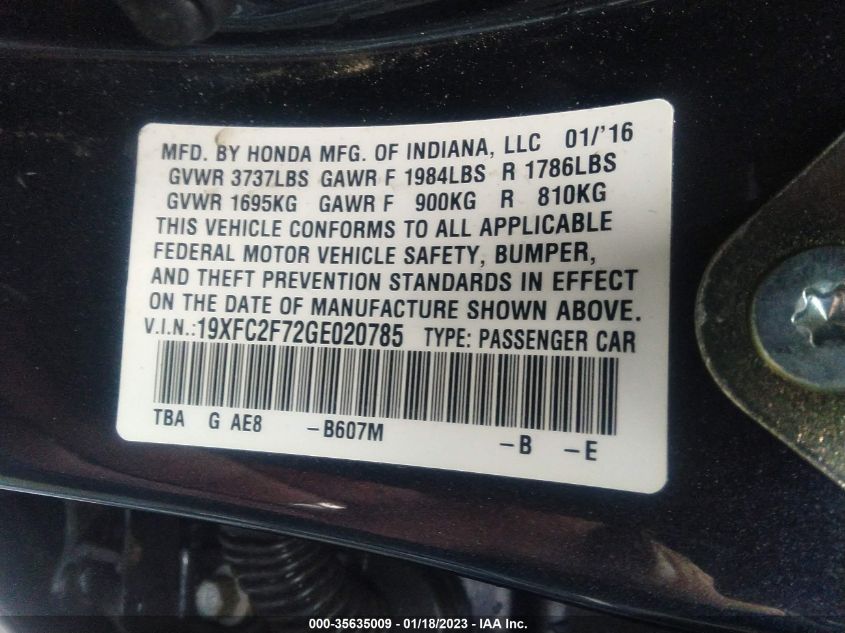 MFD. BY HONDA MFG. OF INDIANA, LLC 01/'16
GVWR 3737LBS GAWR F 1984LBS R 1786LBS
GVWR 1695KG GAWR F 900KG R 810KG
THIS VEHICLE CONFORMS TO ALL APPLICABLE
FEDERAL MOTOR VEHICLE SAFETY, BUMPER,
AND THEFT PREVENTION STANDARDS IN EFFECT
ON THE DATE OF MANUFACTURE SHOWN ABOVE.
V.I.N.:19XFC2F72GE020785 TYPE: PASSENGER CAR
TBA G AE8 -B607M -B -E
000-35635009 - 01/18/2023 - IAA Inc.